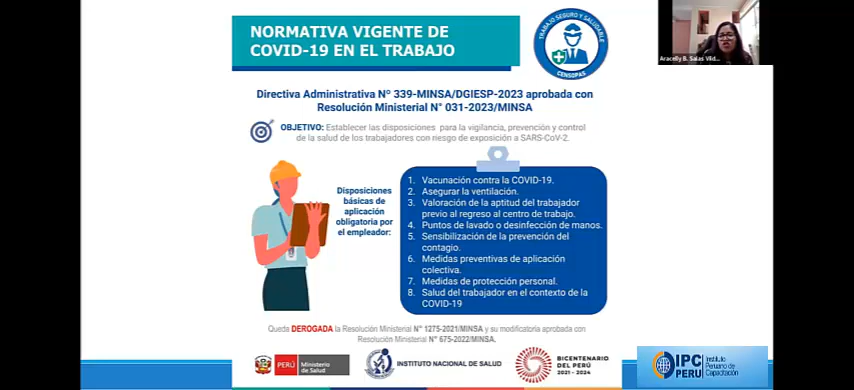 NORMATIVA VIGENTE DE
COVID-19 EN EL TRABAJO
TRABAJO SEGURO Y SALUDABLE
CENSOPAS
Aracelly B. Salas Vild...
Directiva Administrativa Nº 339-MINSA/DGIESP-2023 aprobada con
Resolución Ministerial N° 031-2023/MINSA
OBJETIVO: Establecer las disposiciones para la vigilancia, prevención y control
de la salud de los trabajadores con riesgo de exposición a SARS-CoV-2.
Disposiciones
básicas de
aplicación
obligatoria por
el empleador:
1. Vacunación contra la COVID-19.
2. Asegurar la ventilación.
3. Valoración de la aptitud del trabajador
previo al regreso al centro de trabajo.
4. Puntos de lavado o desinfección de manos.
5. Sensibilización de la prevención del
contagio.
6. Medidas preventivas de aplicación
colectiva.
7. Medidas de protección personal.
8. Salud del trabajador en el contexto de la
COVID-19
Queda DEROGADA la Resolución Ministerial N° 1275-2021/MINSA y su modificatoria aprobada con
Resolución Ministerial N° 675-2022/MINSA.
PERÚ
Ministerio
de Salud
INSTITUTO NACIONAL DE SALUD
BICENTENARIO
DEL PERÚ
2021 - 2024
IPC
PERU
Instituto
Peruano de
Capacitación